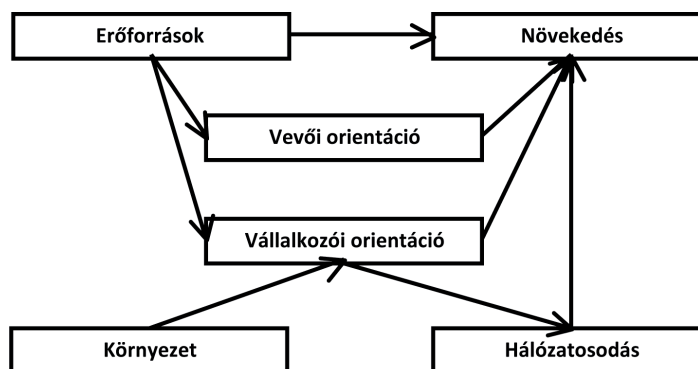 Erőforrások
Növekedés
Vevői orientáció
Vállalkozói orientáció
Környezet
Hálózatosodás